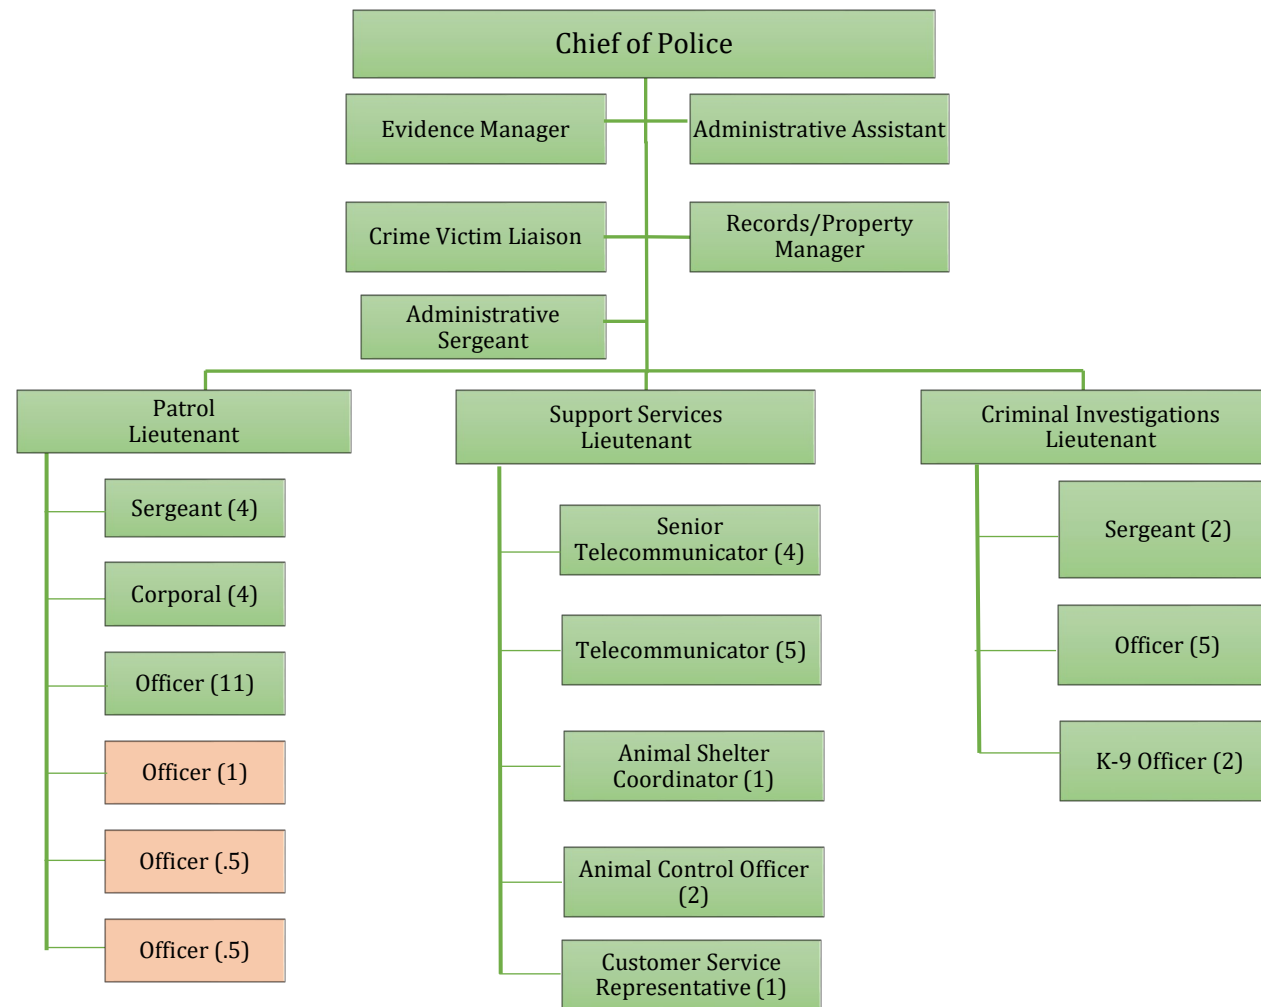 Chief of Police
Evidence Manager
Administrative Assistant
Crime Victim Liaison
Records/Property
Manager
Administrative
Sergeant
Patrol
Lieutenant
Sergeant (4)
Corporal (4)
Officer (11)
Officer (1)
Officer (.5)
Officer (.5)
Support Services
Lieutenant
Senior
Telecommunicator (4)
Telecommunicator (5)
Animal Shelter
Coordinator (1)
Animal Control Officer
(2)
Customer Service
Representative (1)
Criminal Investigations
Lieutenant
Sergeant (2)
Officer (5)
K-9 Officer (2)